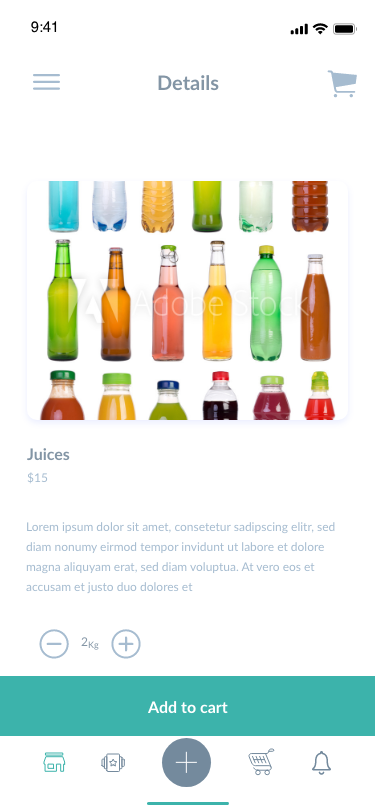 9:41
Details
Adobe Stock
Juices
$15
Lorem ipsum dolor sit amet, consetetur sadipscing elitr, sed
diam nonumy eirmod tempor invidunt ut labore et dolore
magna aliquyam erat, sed diam voluptua. At vero eos et
accusam et justo duo dolores et
2Kg
Add to cart